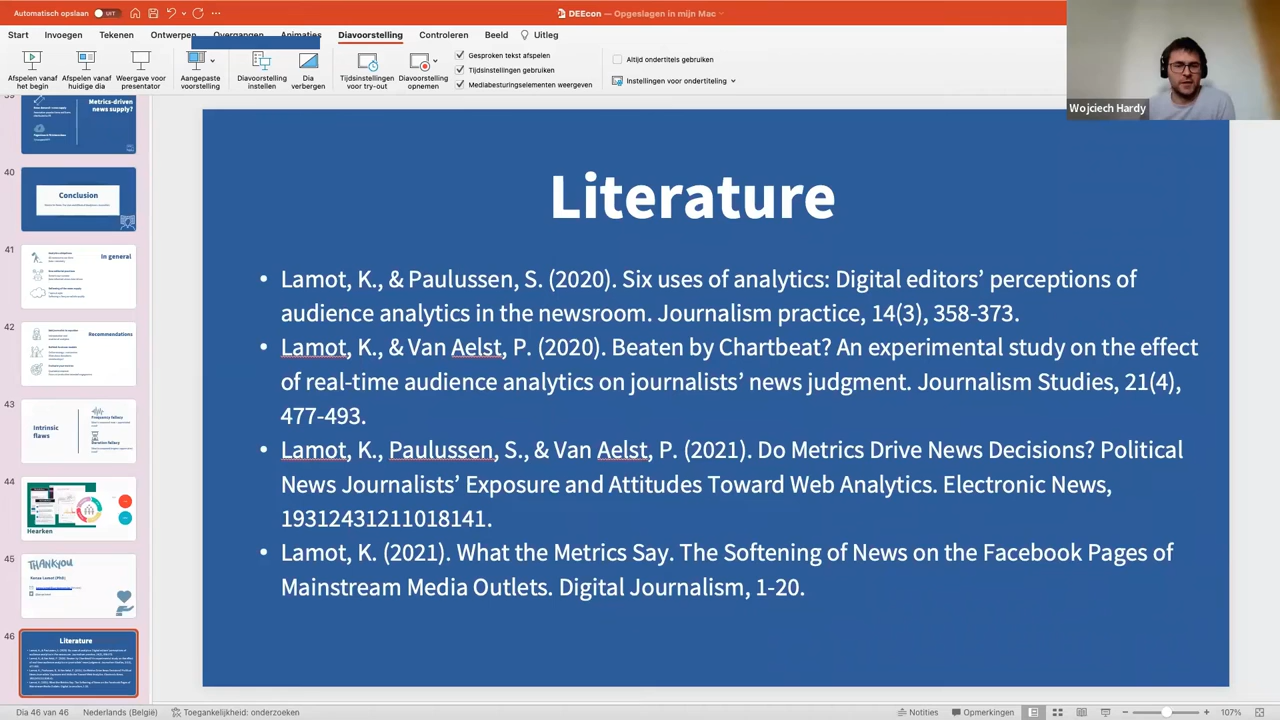 Automatisch opslaan UIT
DEEcon — Opgeslagen in mijn Mac
Start Invoegen Tekenen Ontwerpen Overgangen Animaties Diavoorstelling Controleren Beeld Uitleg
Afspelen vanaf het begin
Afspelen vanaf huidige dia
Weergave voor presentator
Aangepaste voorstelling
Diavoorstelling instellen
Dia verbergen
Tijdsinstellingen voor try-out
Diavoorstelling opnemen
Gesproken tekst afspelen
Tijdsinstellingen gebruiken
Mediabesturingselementen weergeven
Altijd ondertitels gebruiken
Instellingen voor ondertiteling
Wojciech Hardy
39
Metrics-driven
news supply?
40
Conclusion
41
In general
42
Recommendations
43
Intrinsic
flaws
Frequency fallacy
Duration fallacy
44
Hearken
45
THANKYOU
46
Literature
Literature
• Lamot, K., & Paulussen, S. (2020). Six uses of analytics: Digital editors’ perceptions of
audience analytics in the newsroom. Journalism practice, 14(3), 358-373.
• Lamot, K., & Van Aelst, P. (2020). Beaten by Chartbeat? An experimental study on the effect
of real-time audience analytics on journalists’ news judgment. Journalism Studies, 21(4),
477-493.
• Lamot, K., Paulussen, S., & Van Aelst, P. (2021). Do Metrics Drive News Decisions? Political
News Journalists’ Exposure and Attitudes Toward Web Analytics. Electronic News,
19312431211018141.
• Lamot, K. (2021). What the Metrics Say. The Softening of News on the Facebook Pages of
Mainstream Media Outlets. Digital Journalism, 1-20.
Dia 46 van 46 Nederlands (België) Toegankelijkheid: onderzoeken Notities Opmerkingen 107%